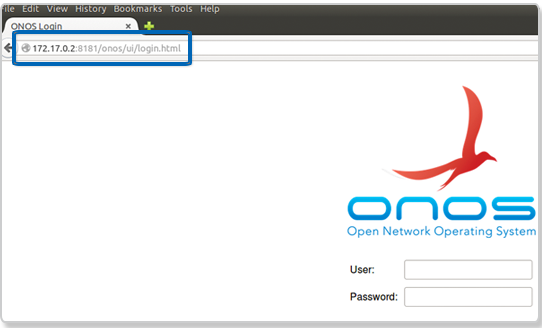 File Edit View History Bookmarks Tools Help
ONOS Login
172.17.0.2:8181/onos/ui/login.html
onos
Open Network Operating System
User:
Password: